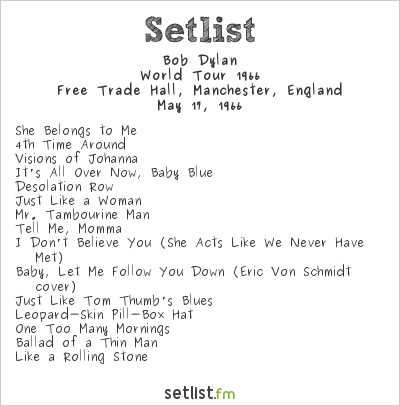 Setlist
Bob Dylan
World Tour 1966
Free Trade Hall, Manchester, England
May 17, 1966
She Belongs to Me
4th Time Around
Visions of Johanna
It's All Over Now, Baby Blue
Desolation Row
Just Like a Woman
Mr. Tambourine Man
Tell Me, Momma
I Don't Believe You (She Acts Like We Never Have
Met)
Baby, Let Me Follow You Down (Eric Von Schmidt
cover)
Just Like Tom Thumb's Blues
Leopard-Skin Pill-Box Hat
One Too Many Mornings
Ballad of a Thin Man
Like a Rolling Stone
setlist.fm